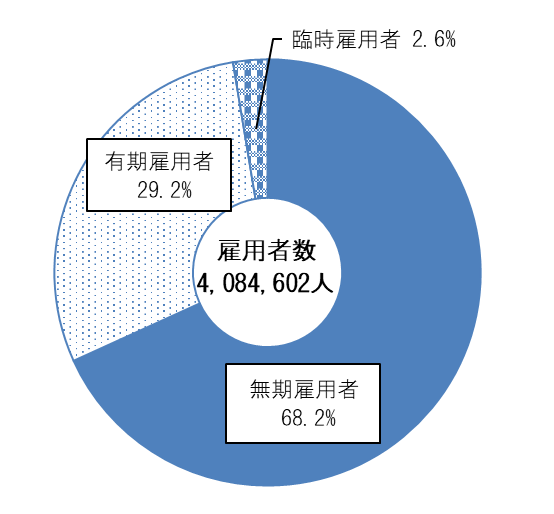 臨時雇用者 2.6%
有期雇用者
29.2%
雇用者数
4,084,602人
無期雇用者
68.2%